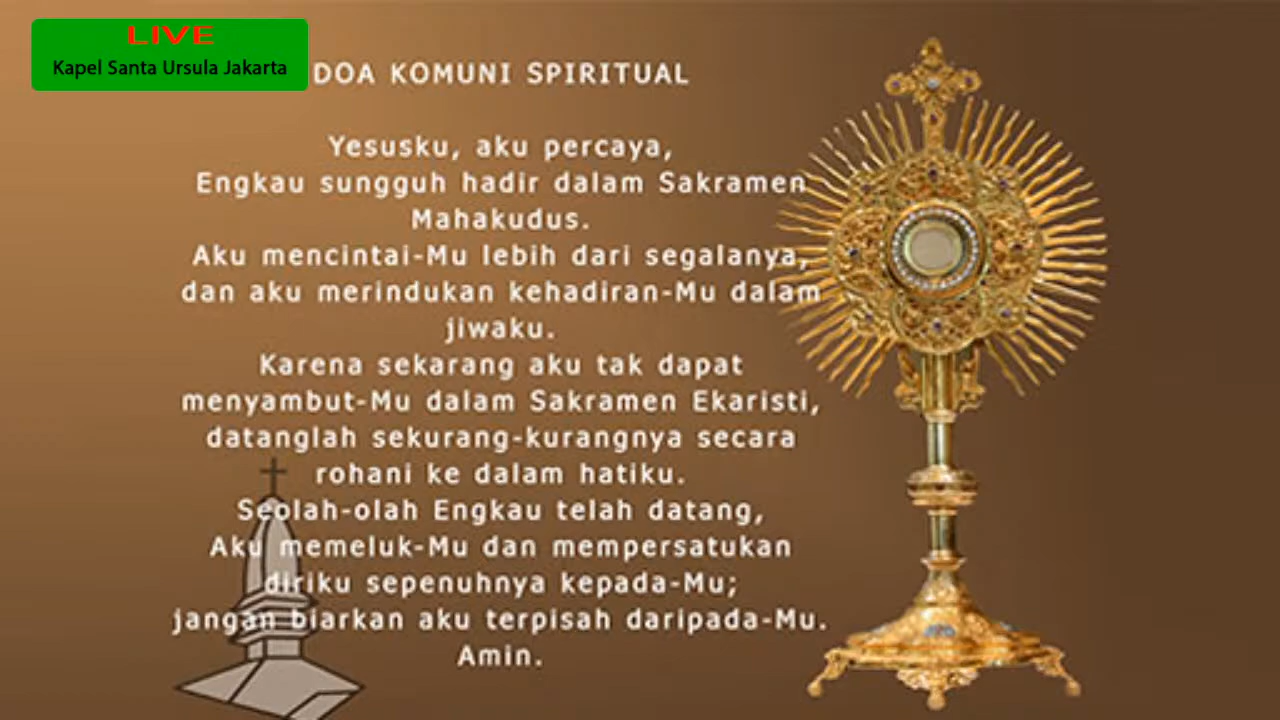 LIVE
Kapel Santa Ursula Jakarta
DOA KOMUNI SPIRITUAL
Yesusku, aku percaya,
Engkau sungguh hadir dalam Sakramen
Mahakudus.
Aku mencintai-Mu lebih dari segalanya,
dan aku merindukan kehadiran-Mu dalam
jiwaku.
Karena sekarang aku tak dapat
menyambut-Mu dalam Sakramen Ekaristi,
datanglah sekurang-kurangnya secara
rohani ke dalam hatiku.
Seolah-olah Engkau telah datang,
Aku memeluk-Mu dan mempersatukan
diriku sepenuhnya kepada-Mu;
jangan biarkan aku terpisah daripada-Mu.
Amin.